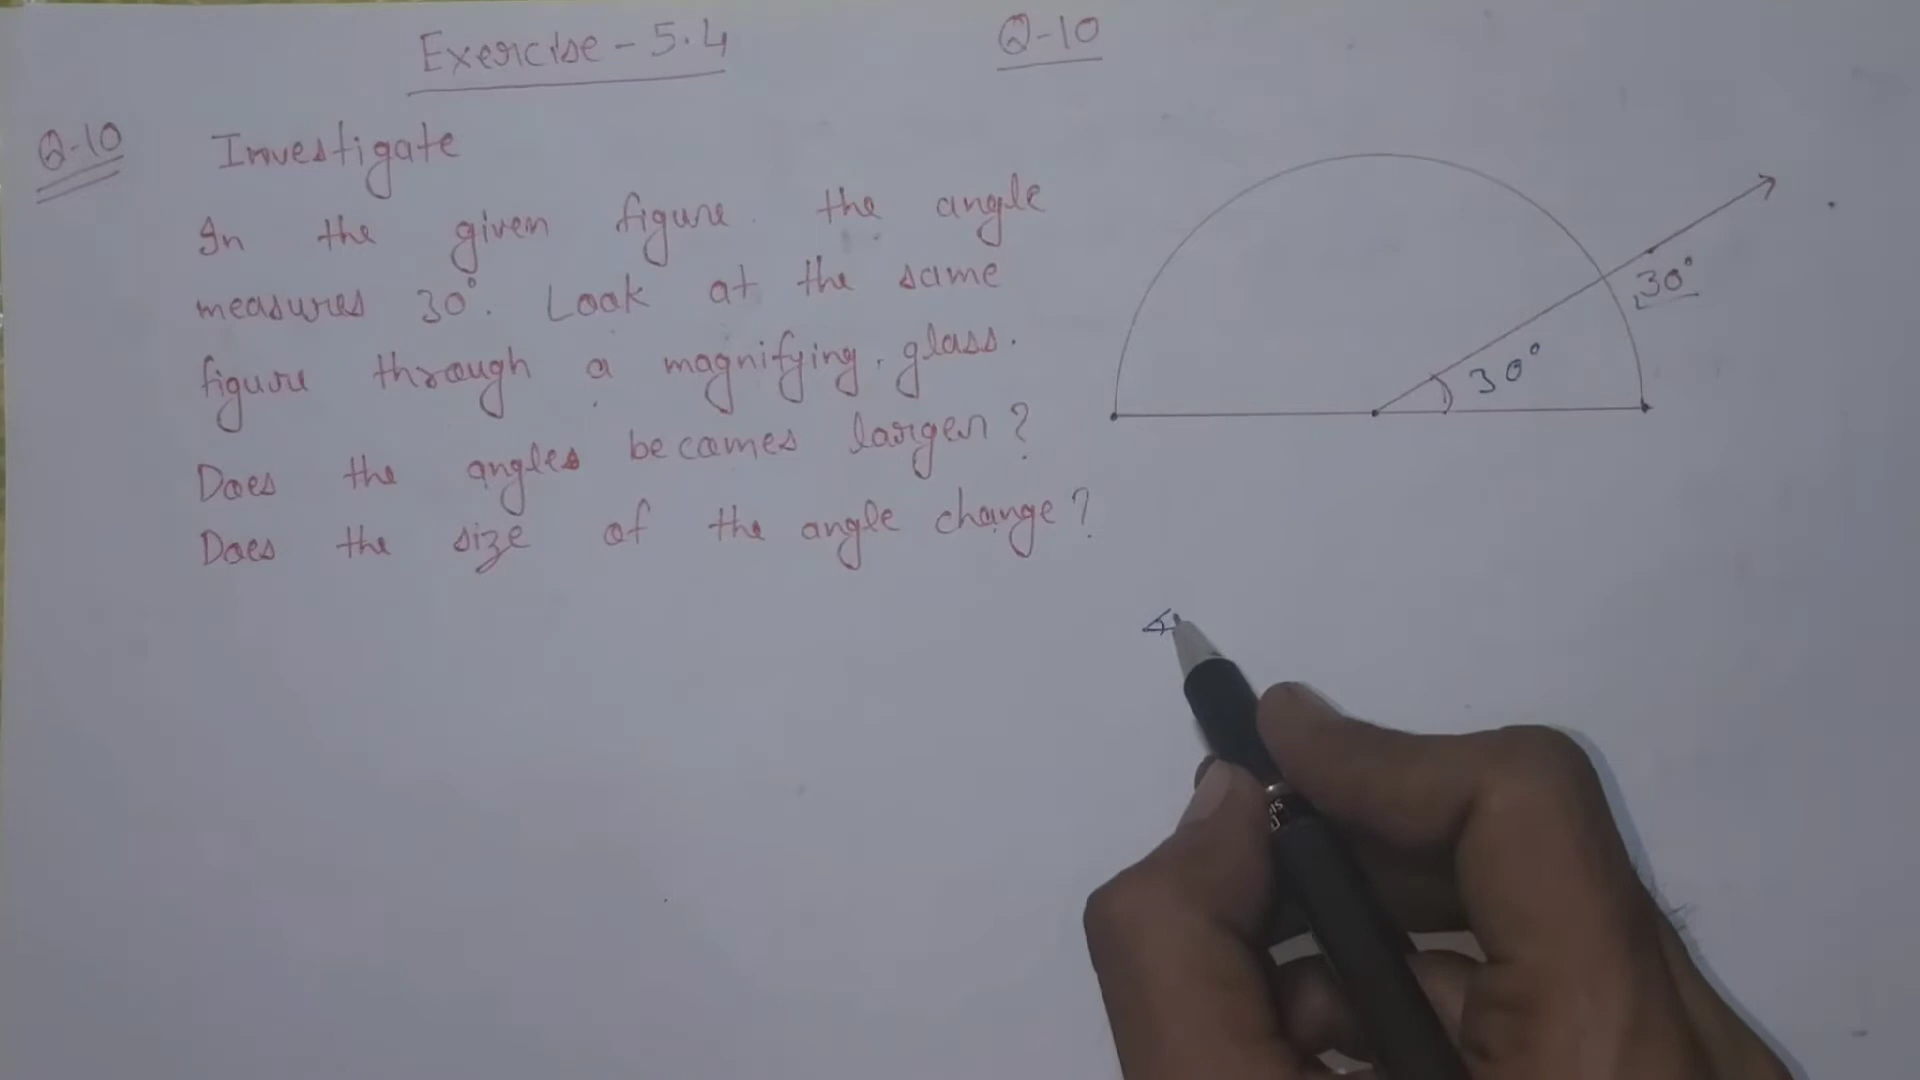 Exercise - 5.4
Q-10
Q-10 Investigate
In the given figure the angle
measures 30°. Look at the same
figure through a magnifying glass.
Does the angles becomes larger?
Does the size of the angle change?
30°
30°